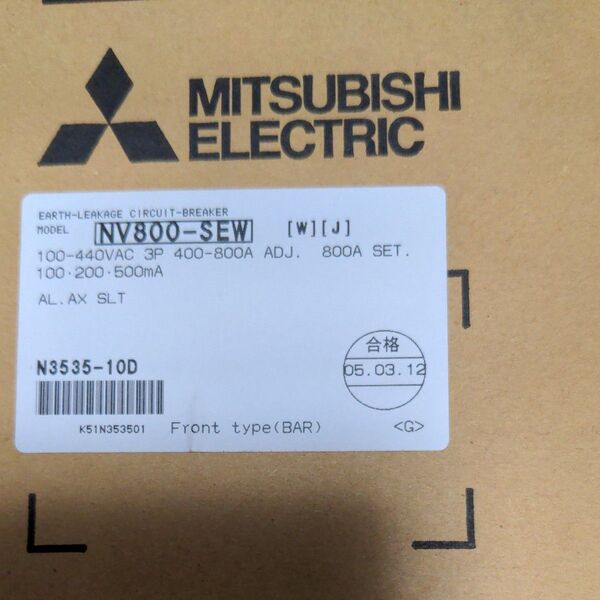 MITSUBISHI
ELECTRIC
EARTH-LEAKAGE CIRCUIT-BREAKER
MODEL NV800-SEW [W][J]
100-440VAC 3P 400-800A ADJ. 800A SET.
100·200·500mA
AL.AX SLT
N3535-10D
合格
05.03.12
K51N353501 Front type(BAR) <G>